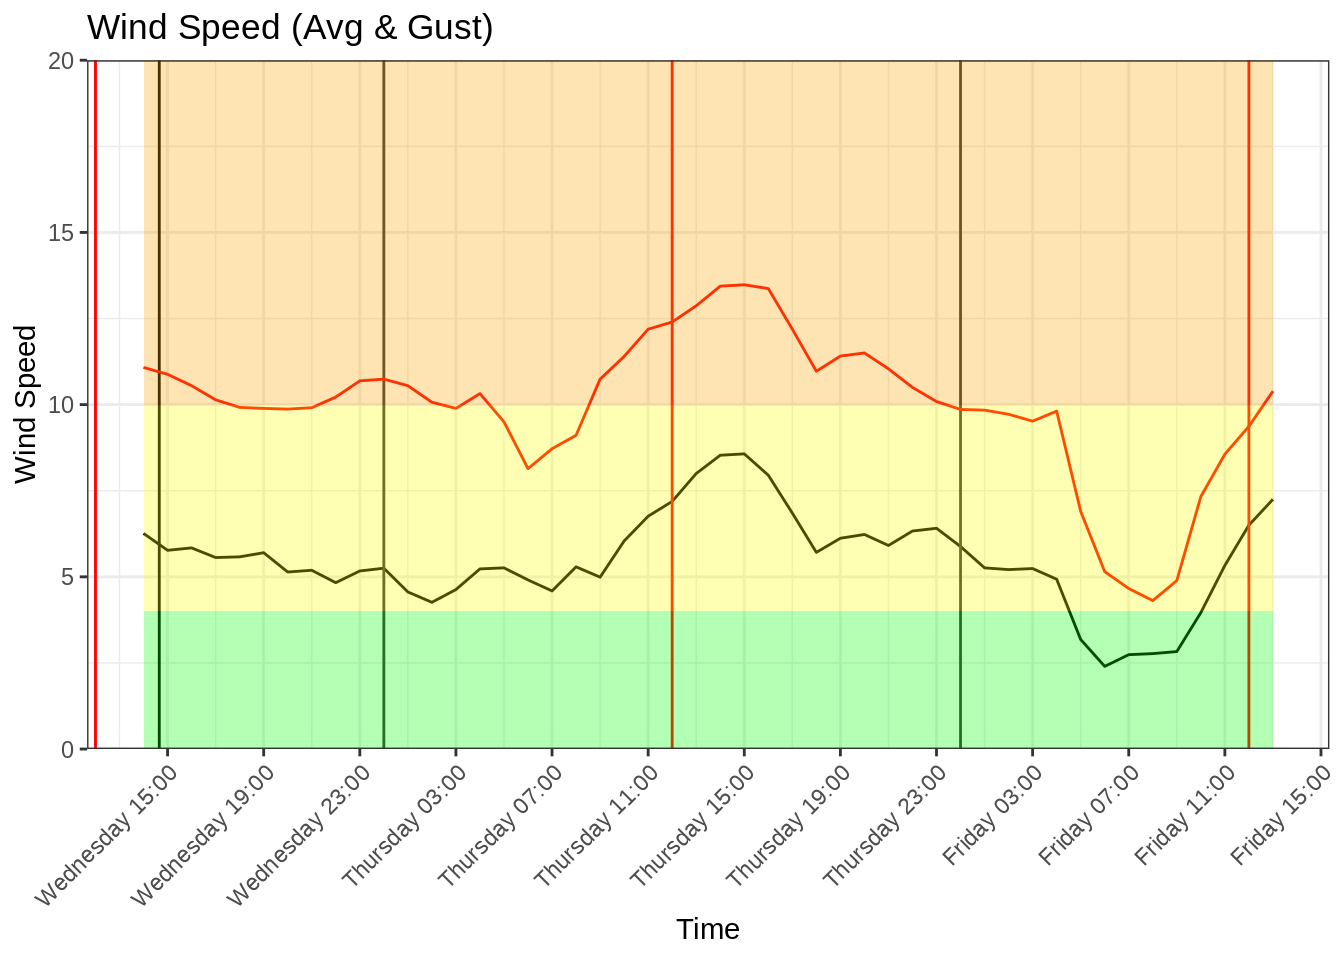 Wind Speed (Avg & Gust)
20
15
10
5
0
Wind Speed
Wednesday 15:00
Wednesday 19:00
Wednesday 23:00
Thursday 03:00
Thursday 07:00
Thursday 11:00
Thursday 15:00
Thursday 19:00
Thursday 23:00
Friday 03:00
Friday 07:00
Friday 11:00
Friday 15:00
Time